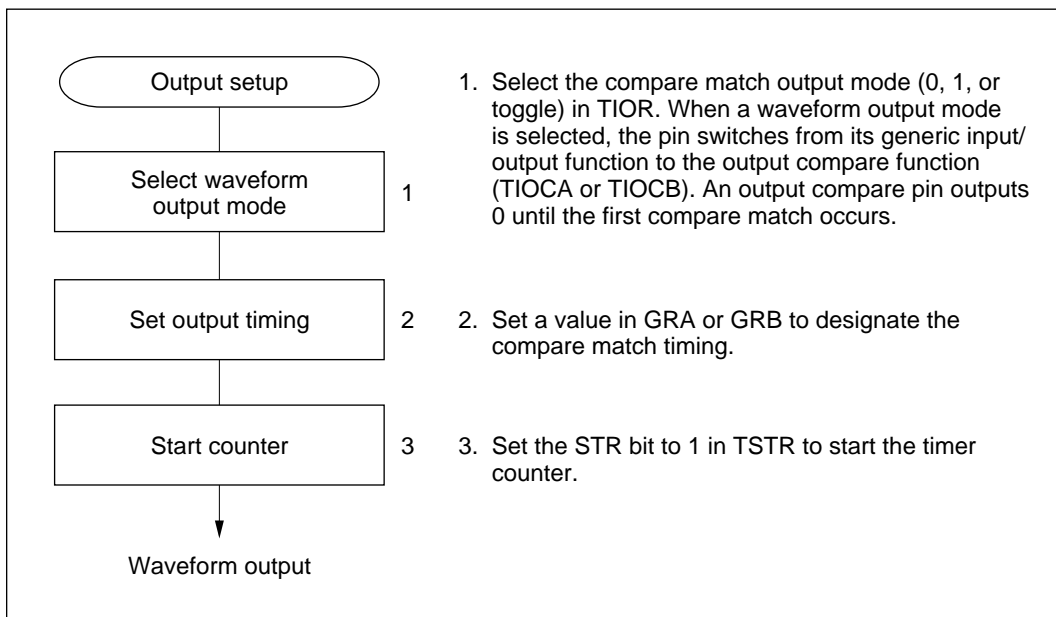 Output setup
Select waveform
output mode
1
1. Select the compare match output mode (0, 1, or
toggle) in TIOR. When a waveform output mode
is selected, the pin switches from its generic input/
output function to the output compare function
(TIOCA or TIOCB). An output compare pin outputs
0 until the first compare match occurs.
Set output timing
2
2. Set a value in GRA or GRB to designate the
compare match timing.
Start counter
3
3. Set the STR bit to 1 in TSTR to start the timer
counter.
Waveform output